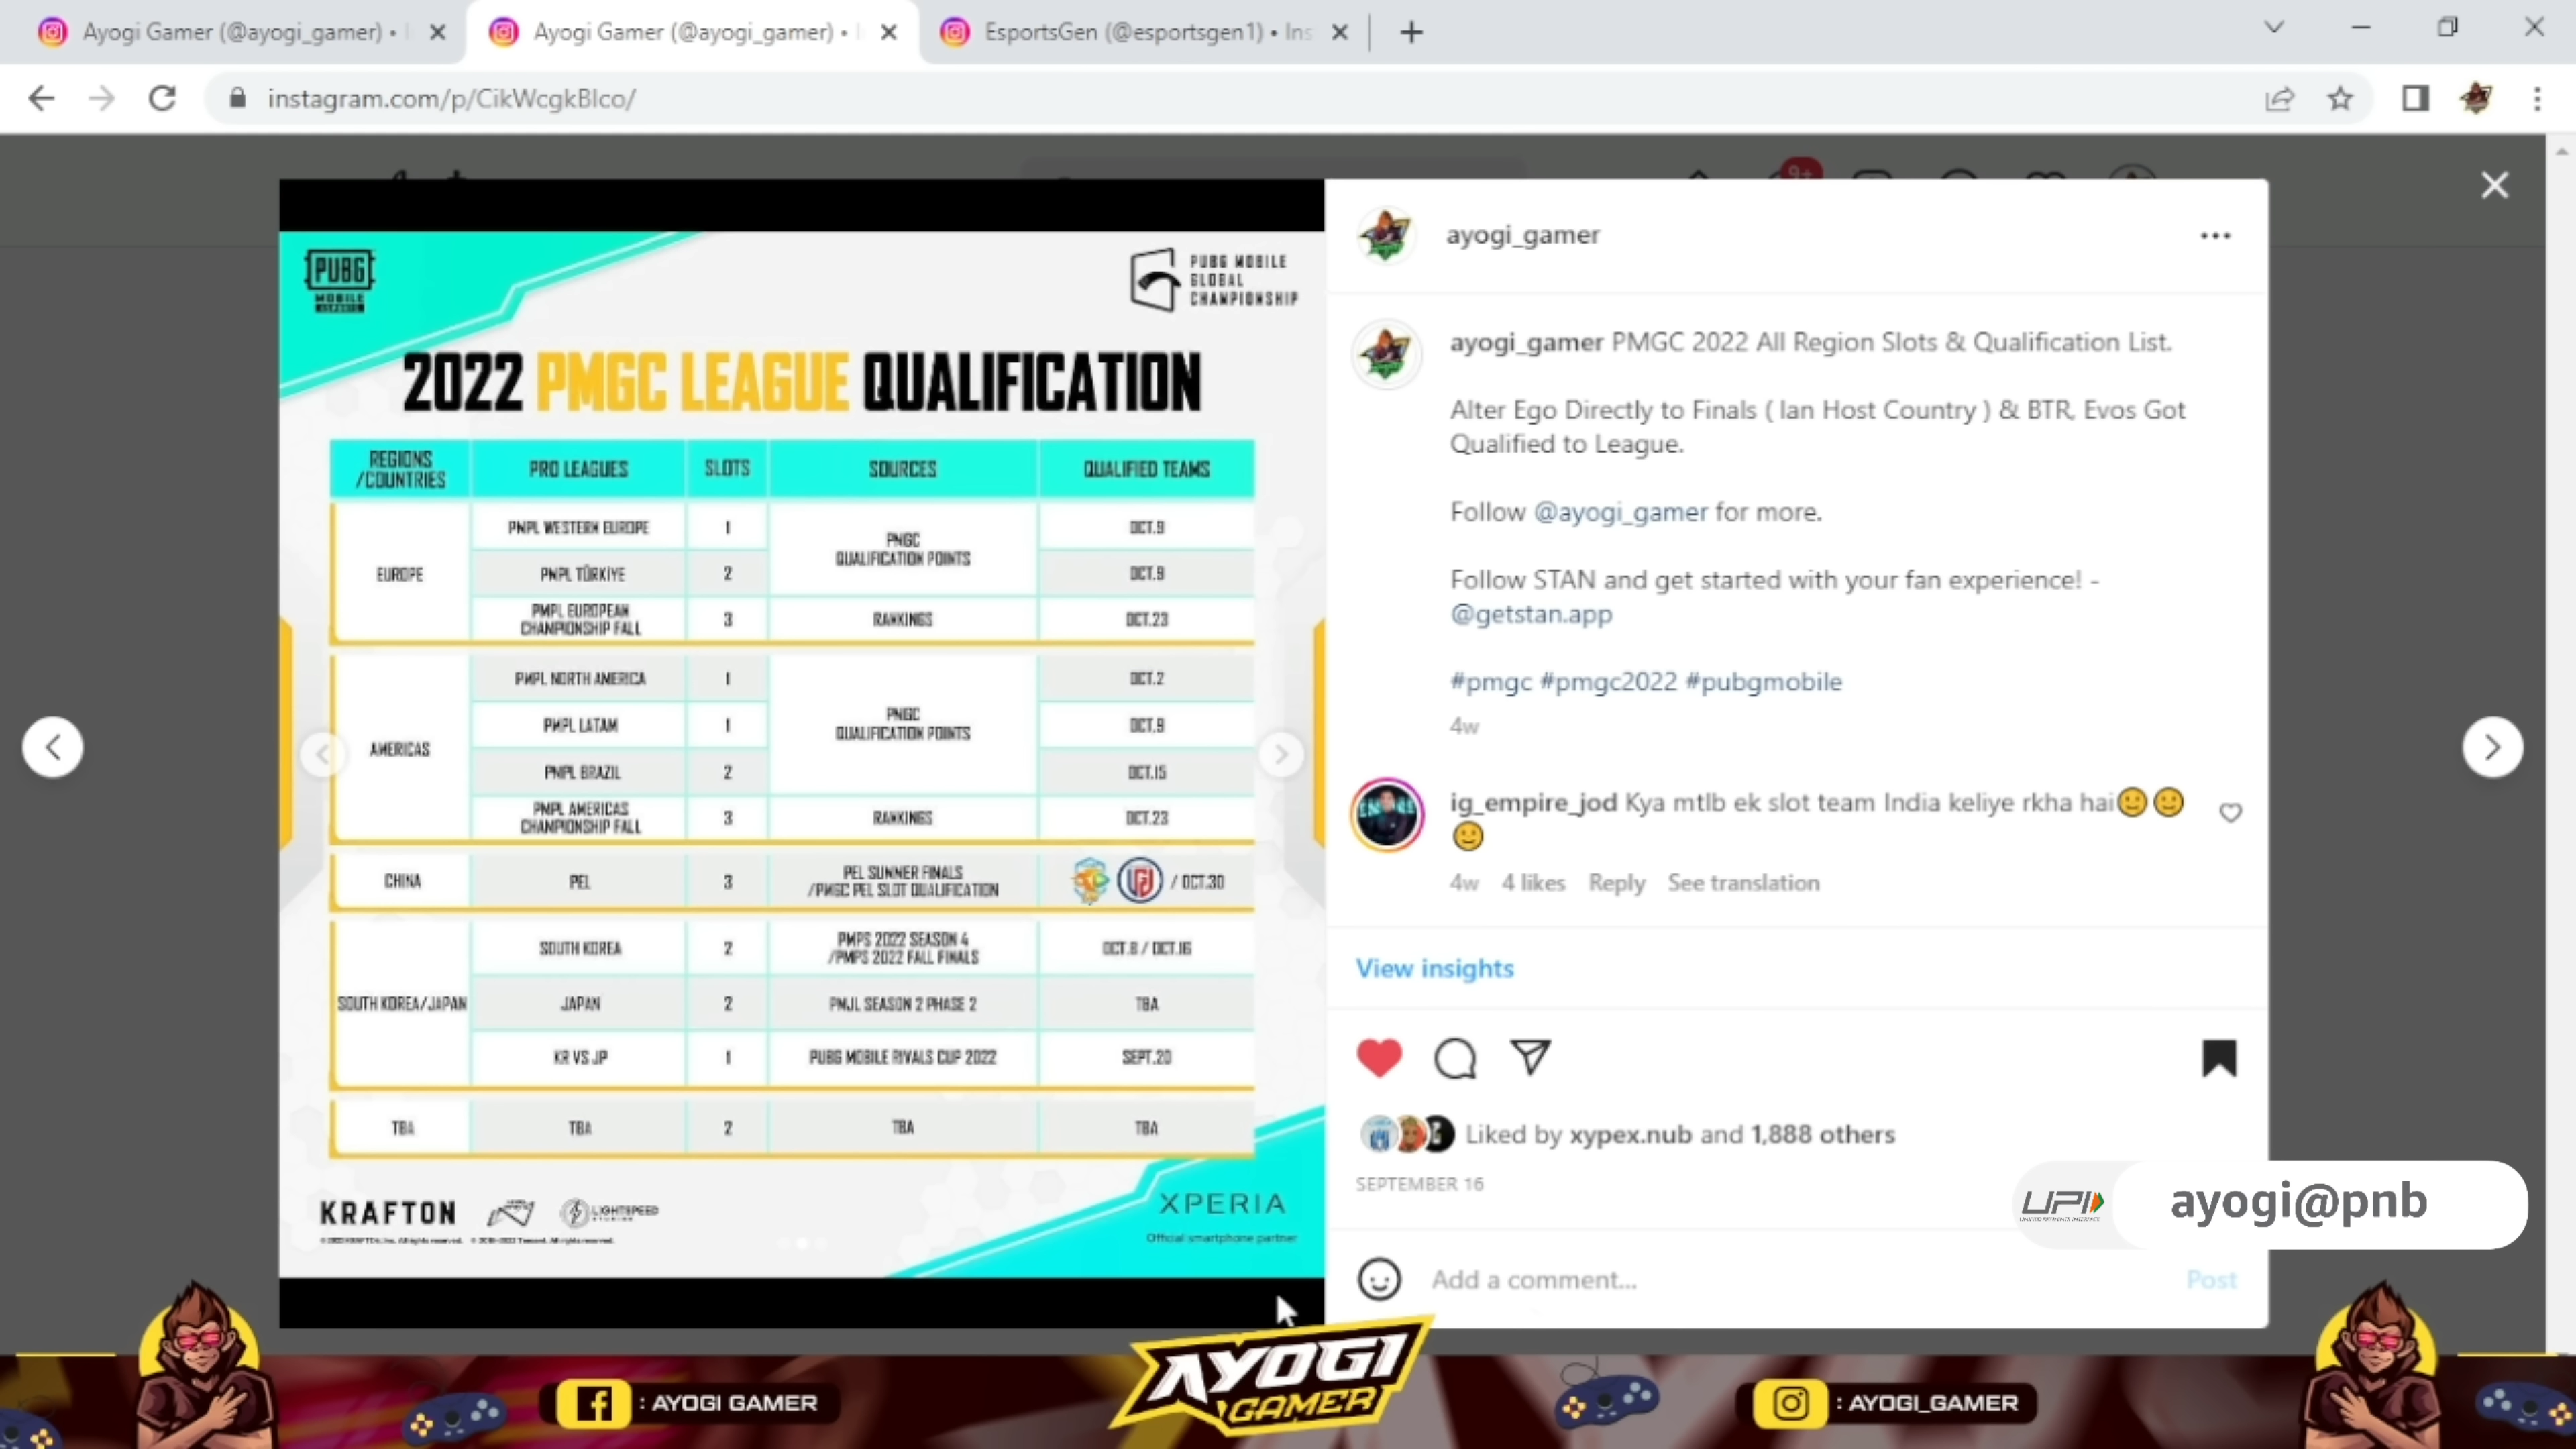 Ayogi Gamer (@ayogi_gamer) •
Ayogi Gamer (@ayogi_gamer) •
EsportsGen (@esportsgen1) • Ins
instagram.com/p/CikWcgkBlco/
9+
PUBG
MOBILE
ESPORTS
PUBG MOBILE
GLOBAL
CHAMPIONSHIP
2022 PMGC LEAGUE QUALIFICATION
REGIONS
/COUNTRIES
PRO LEAGUES
SLOTS
SOURCES
QUALIFIED TEAMS
EUROPE
PMPL WESTERN EUROPE
1
PMGC
QUALIFICATION POINTS
OCT.9
PMPL TÜRKIYE
2
OCT.9
PMPL EUROPEAN
CHAMPIONSHIP FALL
3
RANKINGS
OCT.23
AMERICAS
PMPL NORTH AMERICA
1
PMGC
QUALIFICATION POINTS
OCT.2
PMPL LATAM
1
OCT.9
PMPL BRAZIL
2
OCT.15
PMPL AMERICAS
CHAMPIONSHIP FALL
3
RANKINGS
OCT.23
CHINA
PEL
3
PEL SUMMER FINALS
/PMGC PEL SLOT QUALIFICATION
/ OCT.30
SOUTH KOREA/JAPAN
SOUTH KOREA
2
PMPS 2022 SEASON 4
/PMPS 2022 FALL FINALS
OCT.8 / OCT.16
JAPAN
2
PMJL SEASON 2 PHASE 2
TBA
KR VS JP
1
PUBG MOBILE RIVALS CUP 2022
SEPT.20
TBA
TBA
2
TBA
TBA
KRAFTON
LIGHTSPEED
STUDIOS
XPERIA
Official smartphone partner
ayogi_gamer
ayogi_gamer PMGC 2022 All Region Slots & Qualification List.
Alter Ego Directly to Finals ( Ian Host Country ) & BTR, Evos Got
Qualified to League.
Follow @ayogi_gamer for more.
Follow STAN and get started with your fan experience! -
@getstan.app
#pmgc #pmgc2022 #pubgmobile
4w
ig_empire_jod Kya mtlb ek slot team India keliye rkha hai🙂🙂
🙂
4w 4 likes Reply See translation
View insights
Liked by xypex.nub and 1,888 others
SEPTEMBER 16
UPI
ayogi@pnb
Add a comment...
Post
: AYOGI GAMER
AYOGI
GAMER
: AYOGI_GAMER